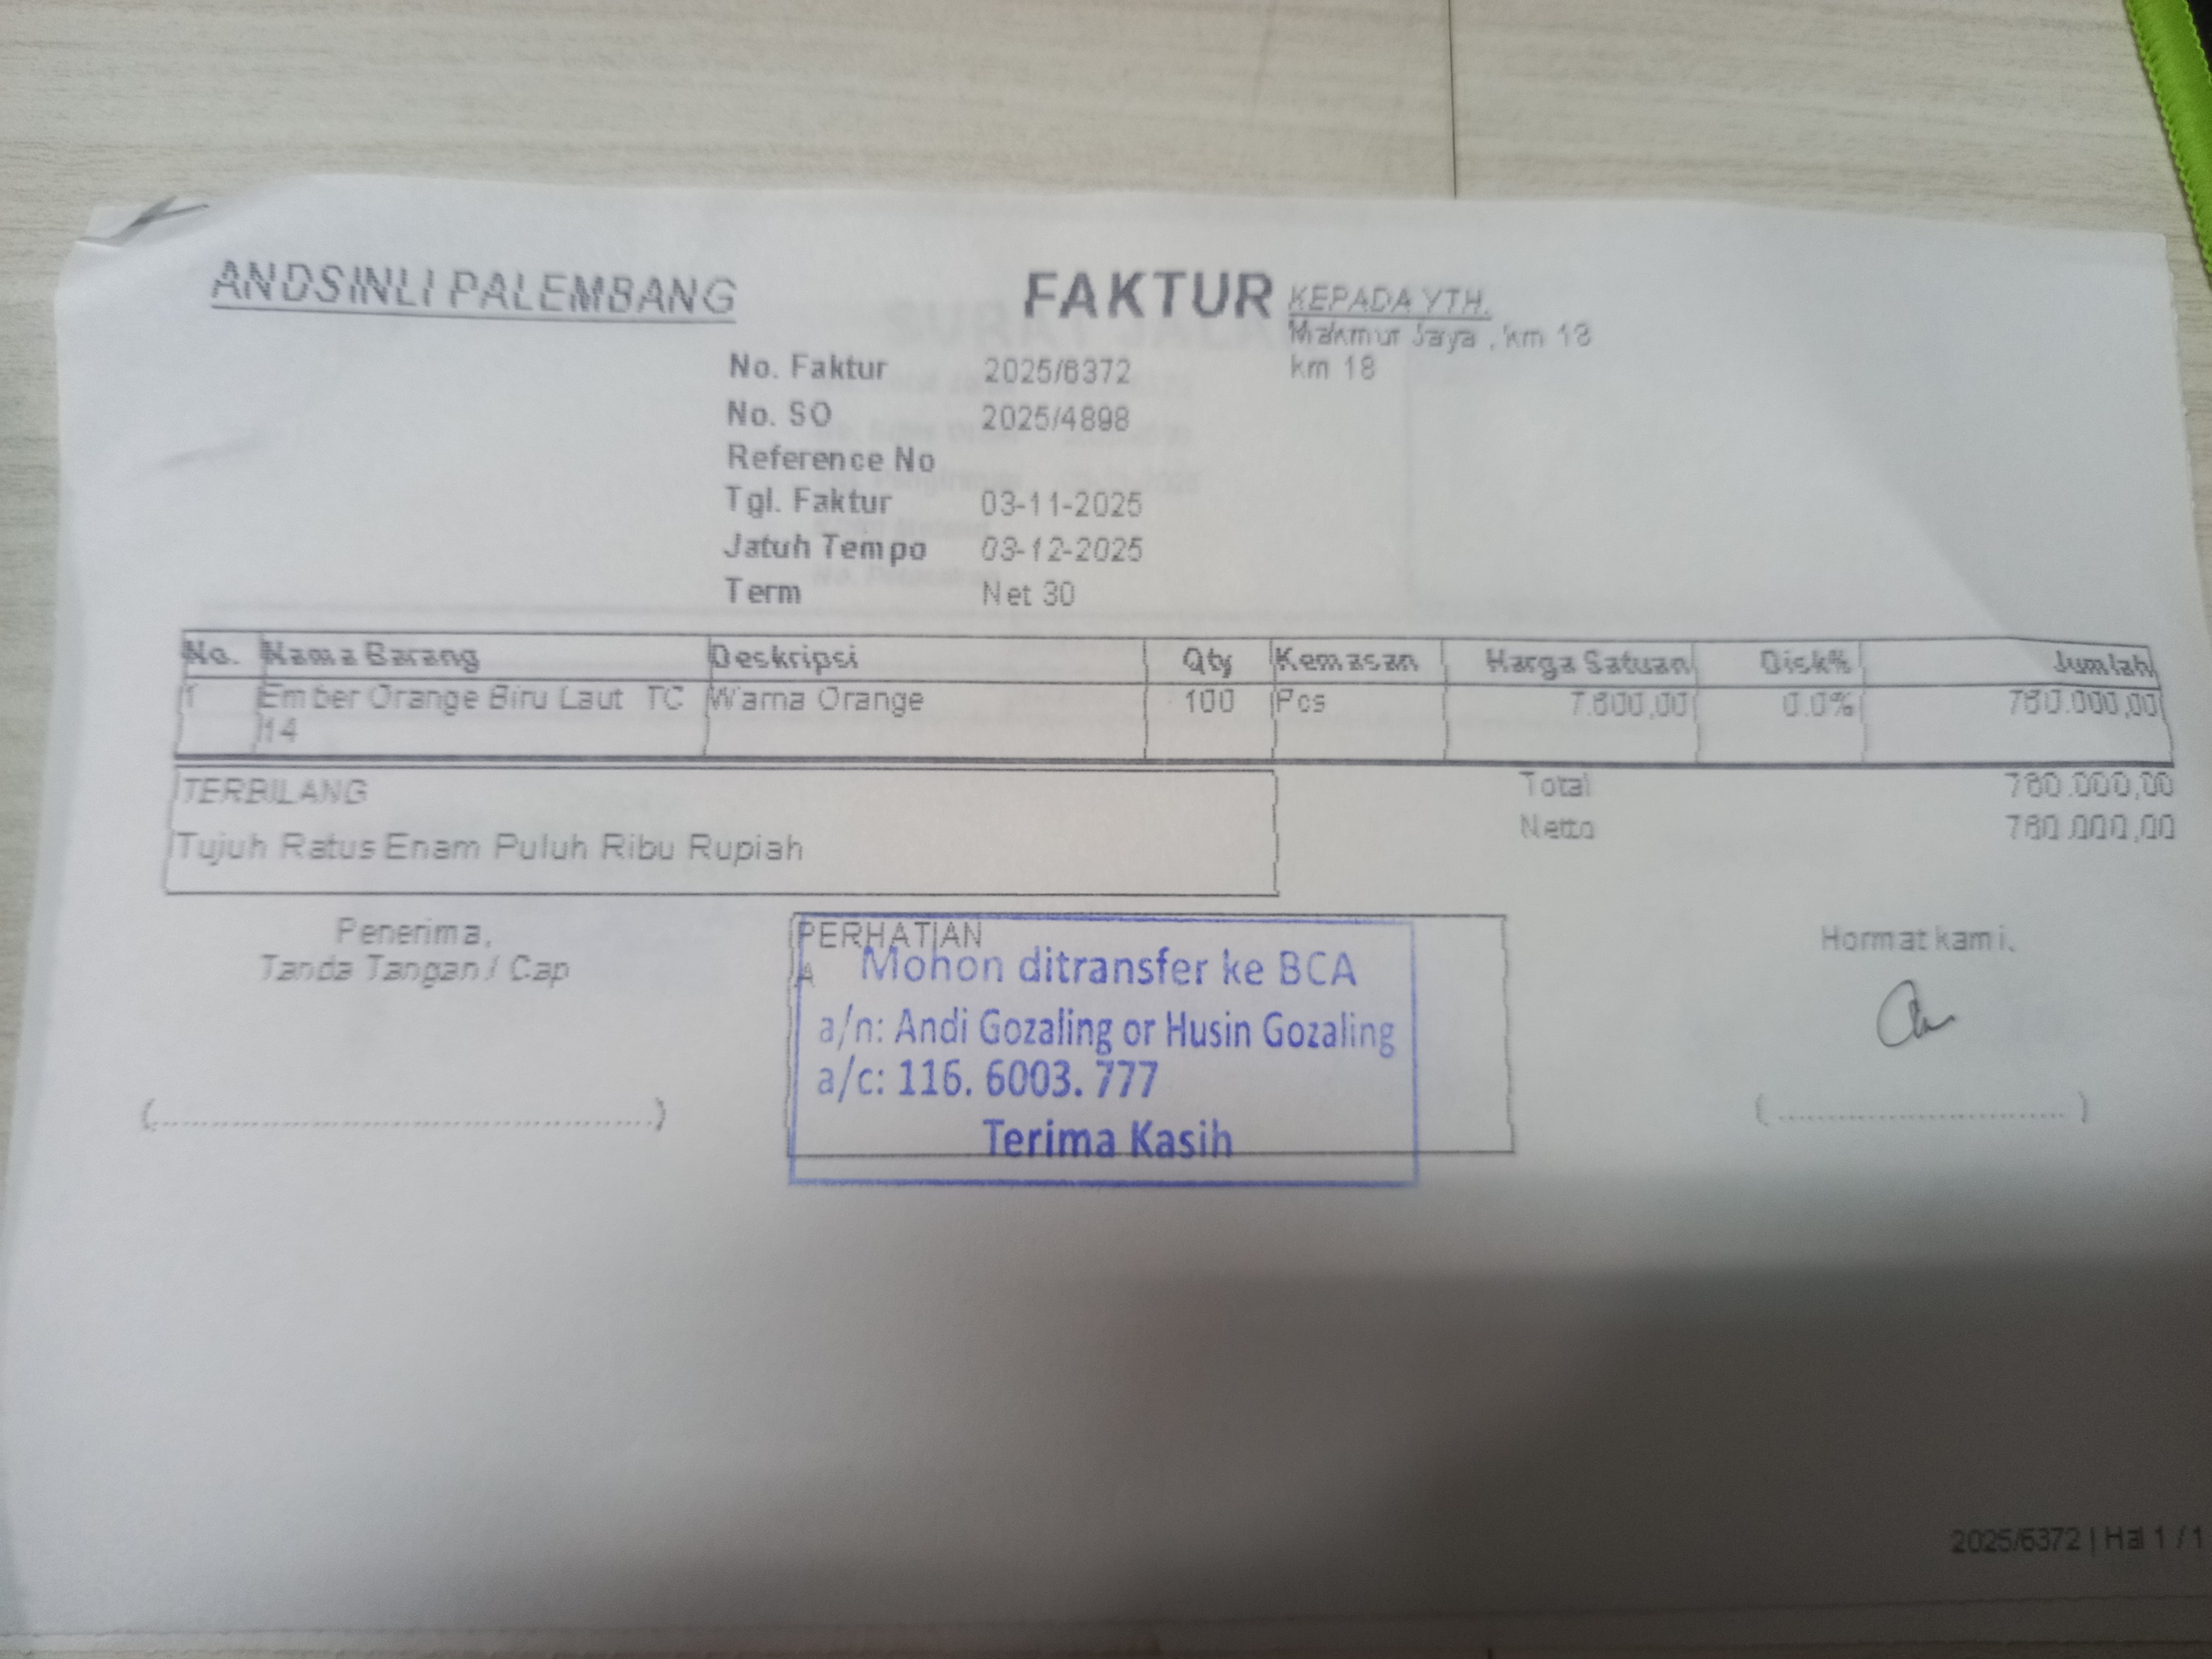 ANDSINLI PALEMBANG
FAKTUR
KEPADA YTH.
Makmur Jaya , km 18
km 18
No. Faktur 2025/6372
No. SO 2025/4898
Reference No
Tgl. Faktur 03-11-2025
Jatuh Tempo 03-12-2025
Term Net 30
No. Nama Barang Deskripsi Qty Kemasan Harga Satuan Disk% Jumlah
1 Ember Orange Biru Laut TC Warna Orange 100 Pcs 7.600,00 0.0% 760.000,00
14
TERBILANG
Tujuh Ratus Enam Puluh Ribu Rupiah
Total 760.000,00
Netto 760.000,00
Penerima,
Tanda Tangan / Cap
(..............................................)
PERHATIAN
A
Mohon ditransfer ke BCA
a/n: Andi Gozaling or Husin Gozaling
a/c: 116. 6003. 777
Terima Kasih
Hormat kami,
( ............................ )
2025/6372 | Hal 1 / 1